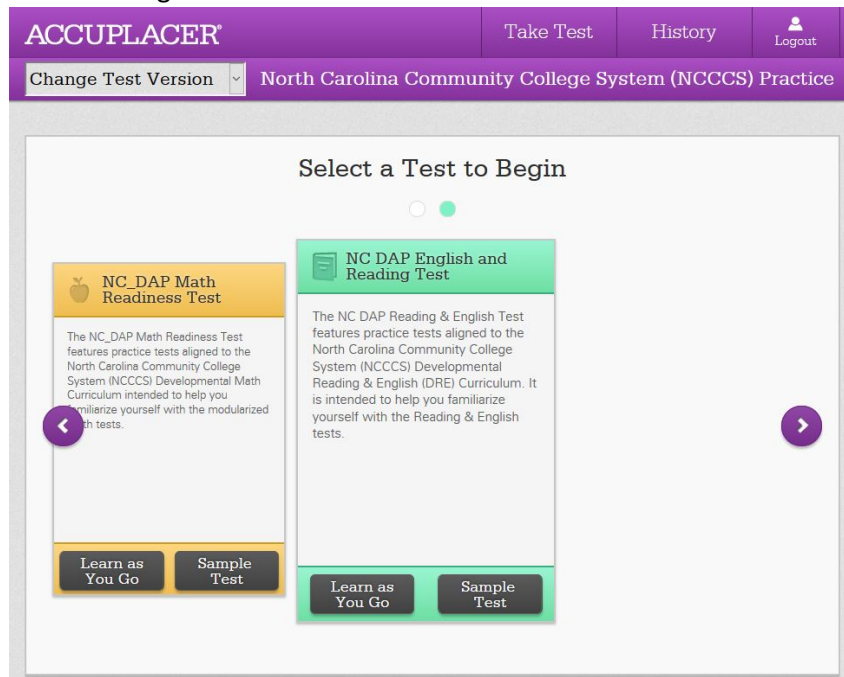 ACCUPLACER®
Take Test
History
Logout
Change Test Version
North Carolina Community College System (NCCCS) Practice
Select a Test to Begin
NC_DAP Math
Readiness Test
The NC_DAP Math Readiness Test
features practice tests aligned to the
North Carolina Community College
System (NCCCS) Developmental Math
Curriculum intended to help you
familiarize yourself with the modularized
th tests.
Learn as
You Go
Sample
Test
NC DAP English and
Reading Test
The NC DAP Reading & English Test
features practice tests aligned to the
North Carolina Community College
System (NCCCS) Developmental
Reading & English (DRE) Curriculum. It
is intended to help you familiarize
yourself with the Reading & English
tests.
Learn as
You Go
Sample
Test